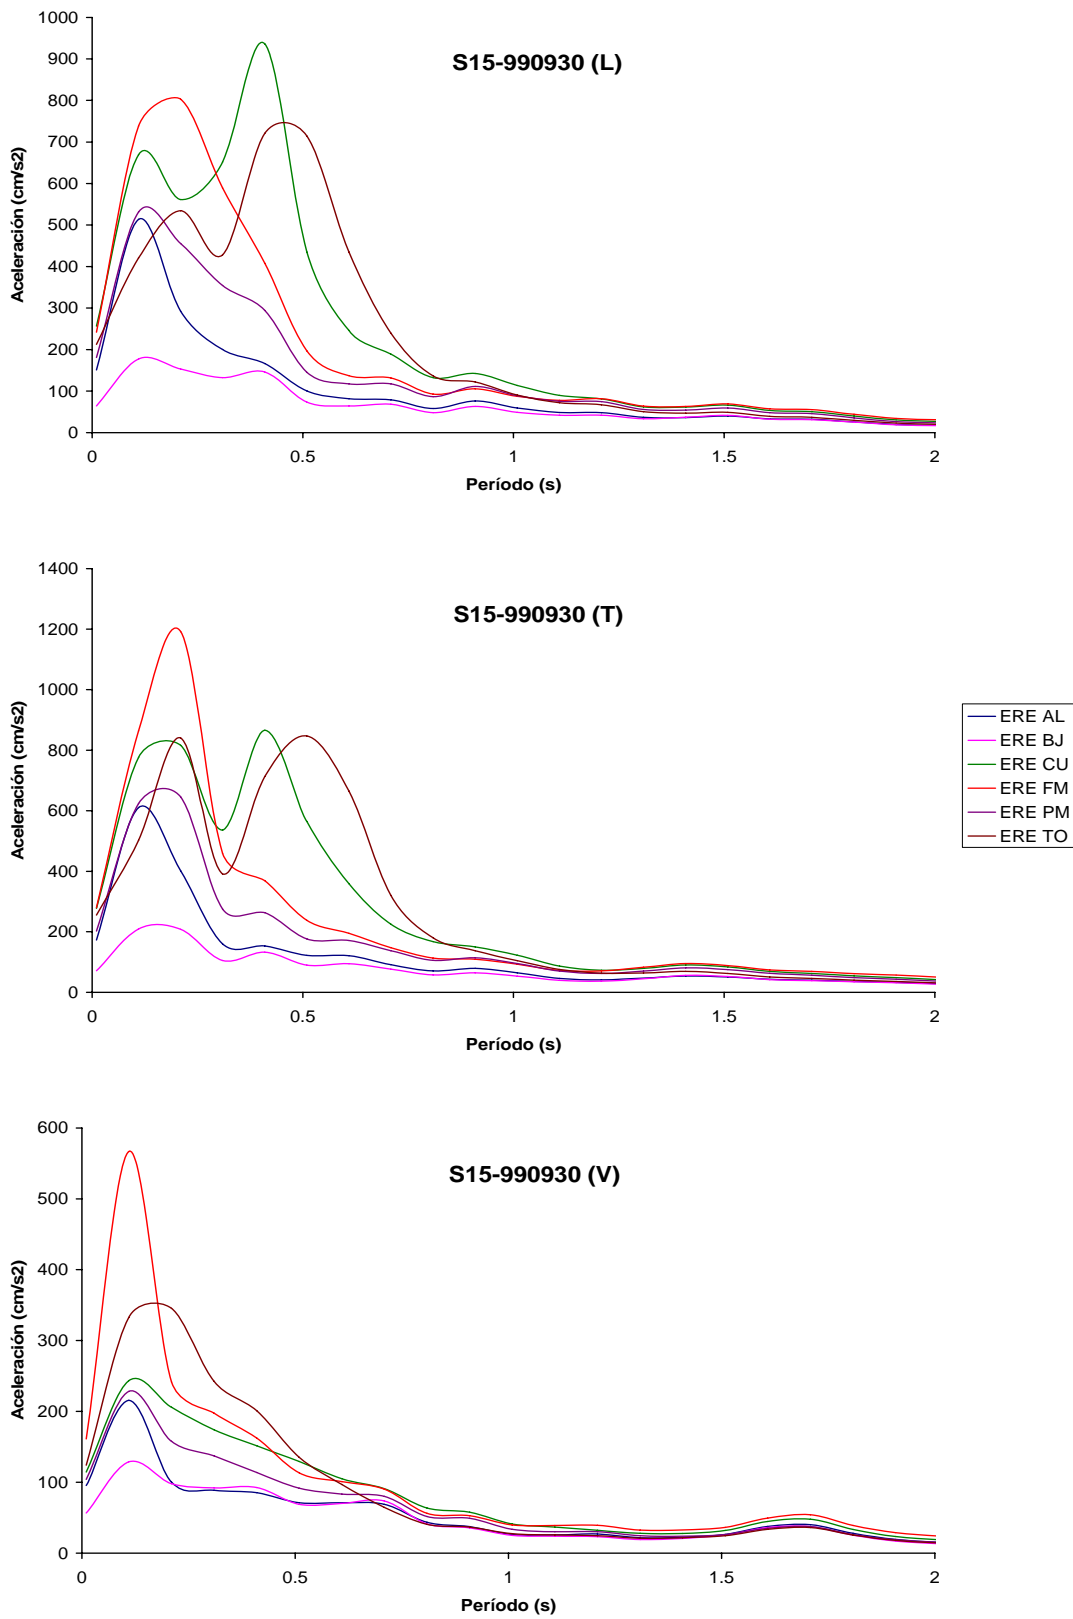 S15-990930 (L)
Aceleración (cm/s2)
1000
900
800
700
600
500
400
300
200
100
0
0 0.5 1 1.5 2
Período (s)
S15-990930 (T)
Aceleración (cm/s2)
1400
1200
1000
800
600
400
200
0
0 0.5 1 1.5 2
Período (s)
ERE AL
ERE BJ
ERE CU
ERE FM
ERE PM
ERE TO
S15-990930 (V)
Aceleración (cm/s2)
600
500
400
300
200
100
0
0 0.5 1 1.5 2
Período (s)